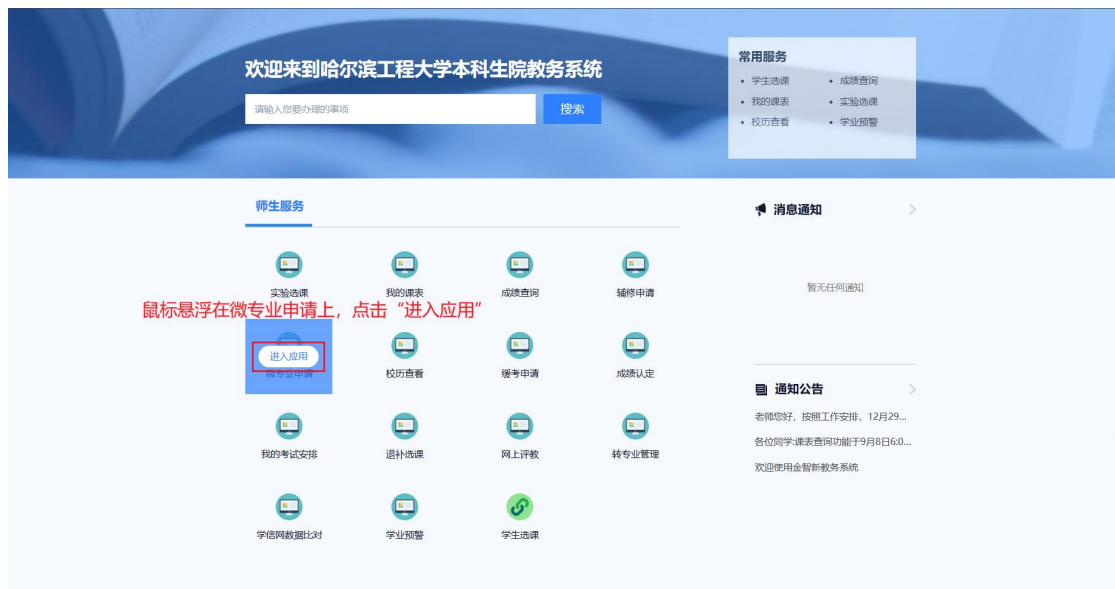 欢迎来到哈尔滨工程大学本科生院教务系统
请输入您要办理的事项
搜索
常用服务
• 学生选课 • 成绩查询
• 我的课表 • 实验选课
• 校历查看 • 学业预警
师生服务
实验选课 我的课表 成绩查询 辅修申请
鼠标悬浮在微专业申请上，点击“进入应用”
进入应用
微专业申请 校历查看 缓考申请 成绩认定
我的考试安排 退补选课 网上评教 转专业管理
学信网数据比对 学业预警 学生选课
消息通知
暂无任何通知
通知公告
老师您好，按照工作安排，12月29...
各位同学:课表查询功能于9月8日6:0...
欢迎使用金智新教务系统